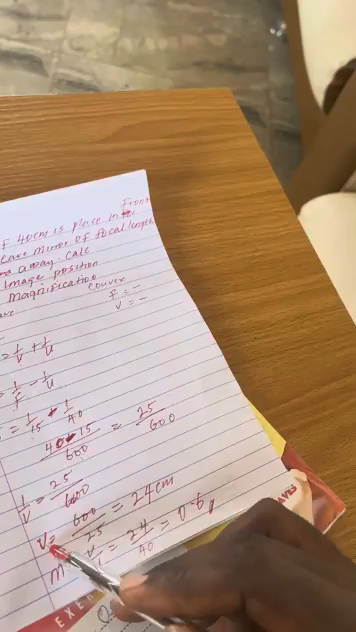 of 40cm is place in front
cave mirror of focal length
away. Calc
Image position
Magnification
Convex
f = -
v = -
= 1/v + 1/u
= 1/f - 1/u
= 1/15 - 1/40
40 - 15 / 600 = 25/600
1/v = 25/600
v = 600/25 = 24cm
m = v/u = 24/40 = 0.6
EXE